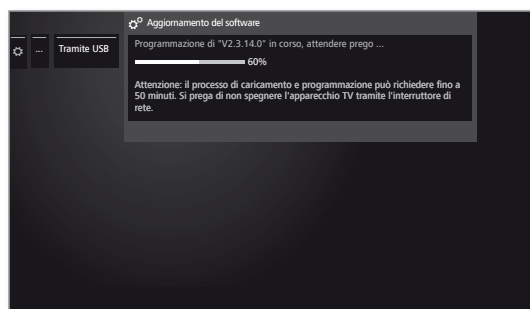 Aggiornamento del software
... Tramite USB
Programmazione di "V2.3.14.0" in corso, attendere prego ...
60%
Attenzione: il processo di caricamento e programmazione può richiedere fino a
50 minuti. Si prega di non spegnere l'apparecchio TV tramite l'interruttore di
rete.